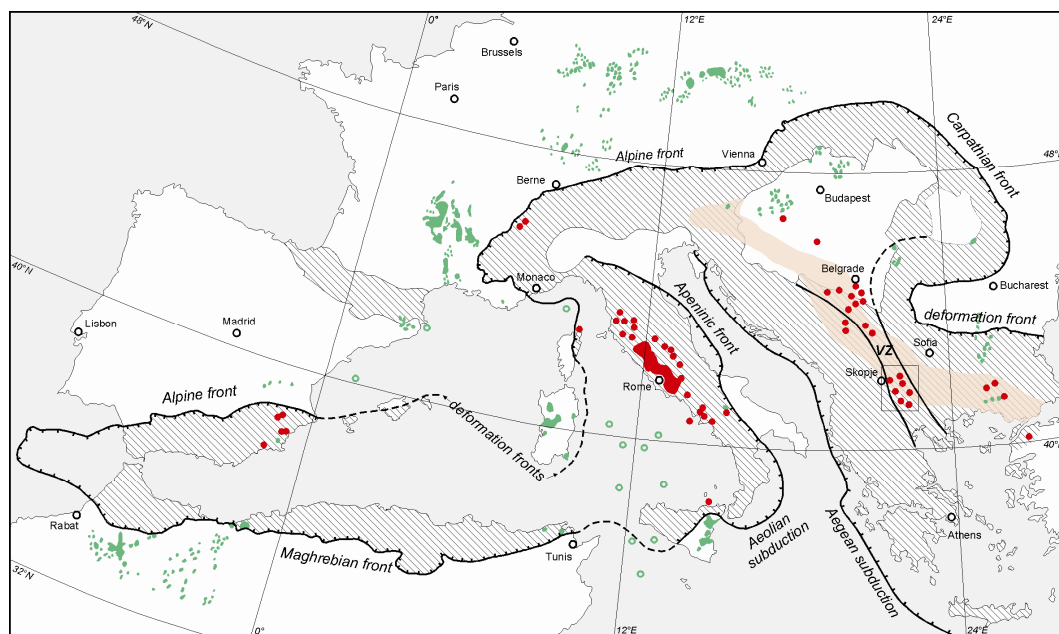 48°N
0°
12°E
24°E
Brussels
Paris
Carpathian front
Vienna
48°N
Alpine front
Berne
Budapest
40°N
Monaco
Belgrade
Bucharest
Apeninic front
deformation front
Lisbon
Madrid
VZ
Sofia
Skopje
Rome
Alpine front
deformation fronts
40°N
Rabat
Aeolian
subduction
Aegean subduction
Athens
Maghrebian front
Tunis
32°N
0°
12°E
24°E